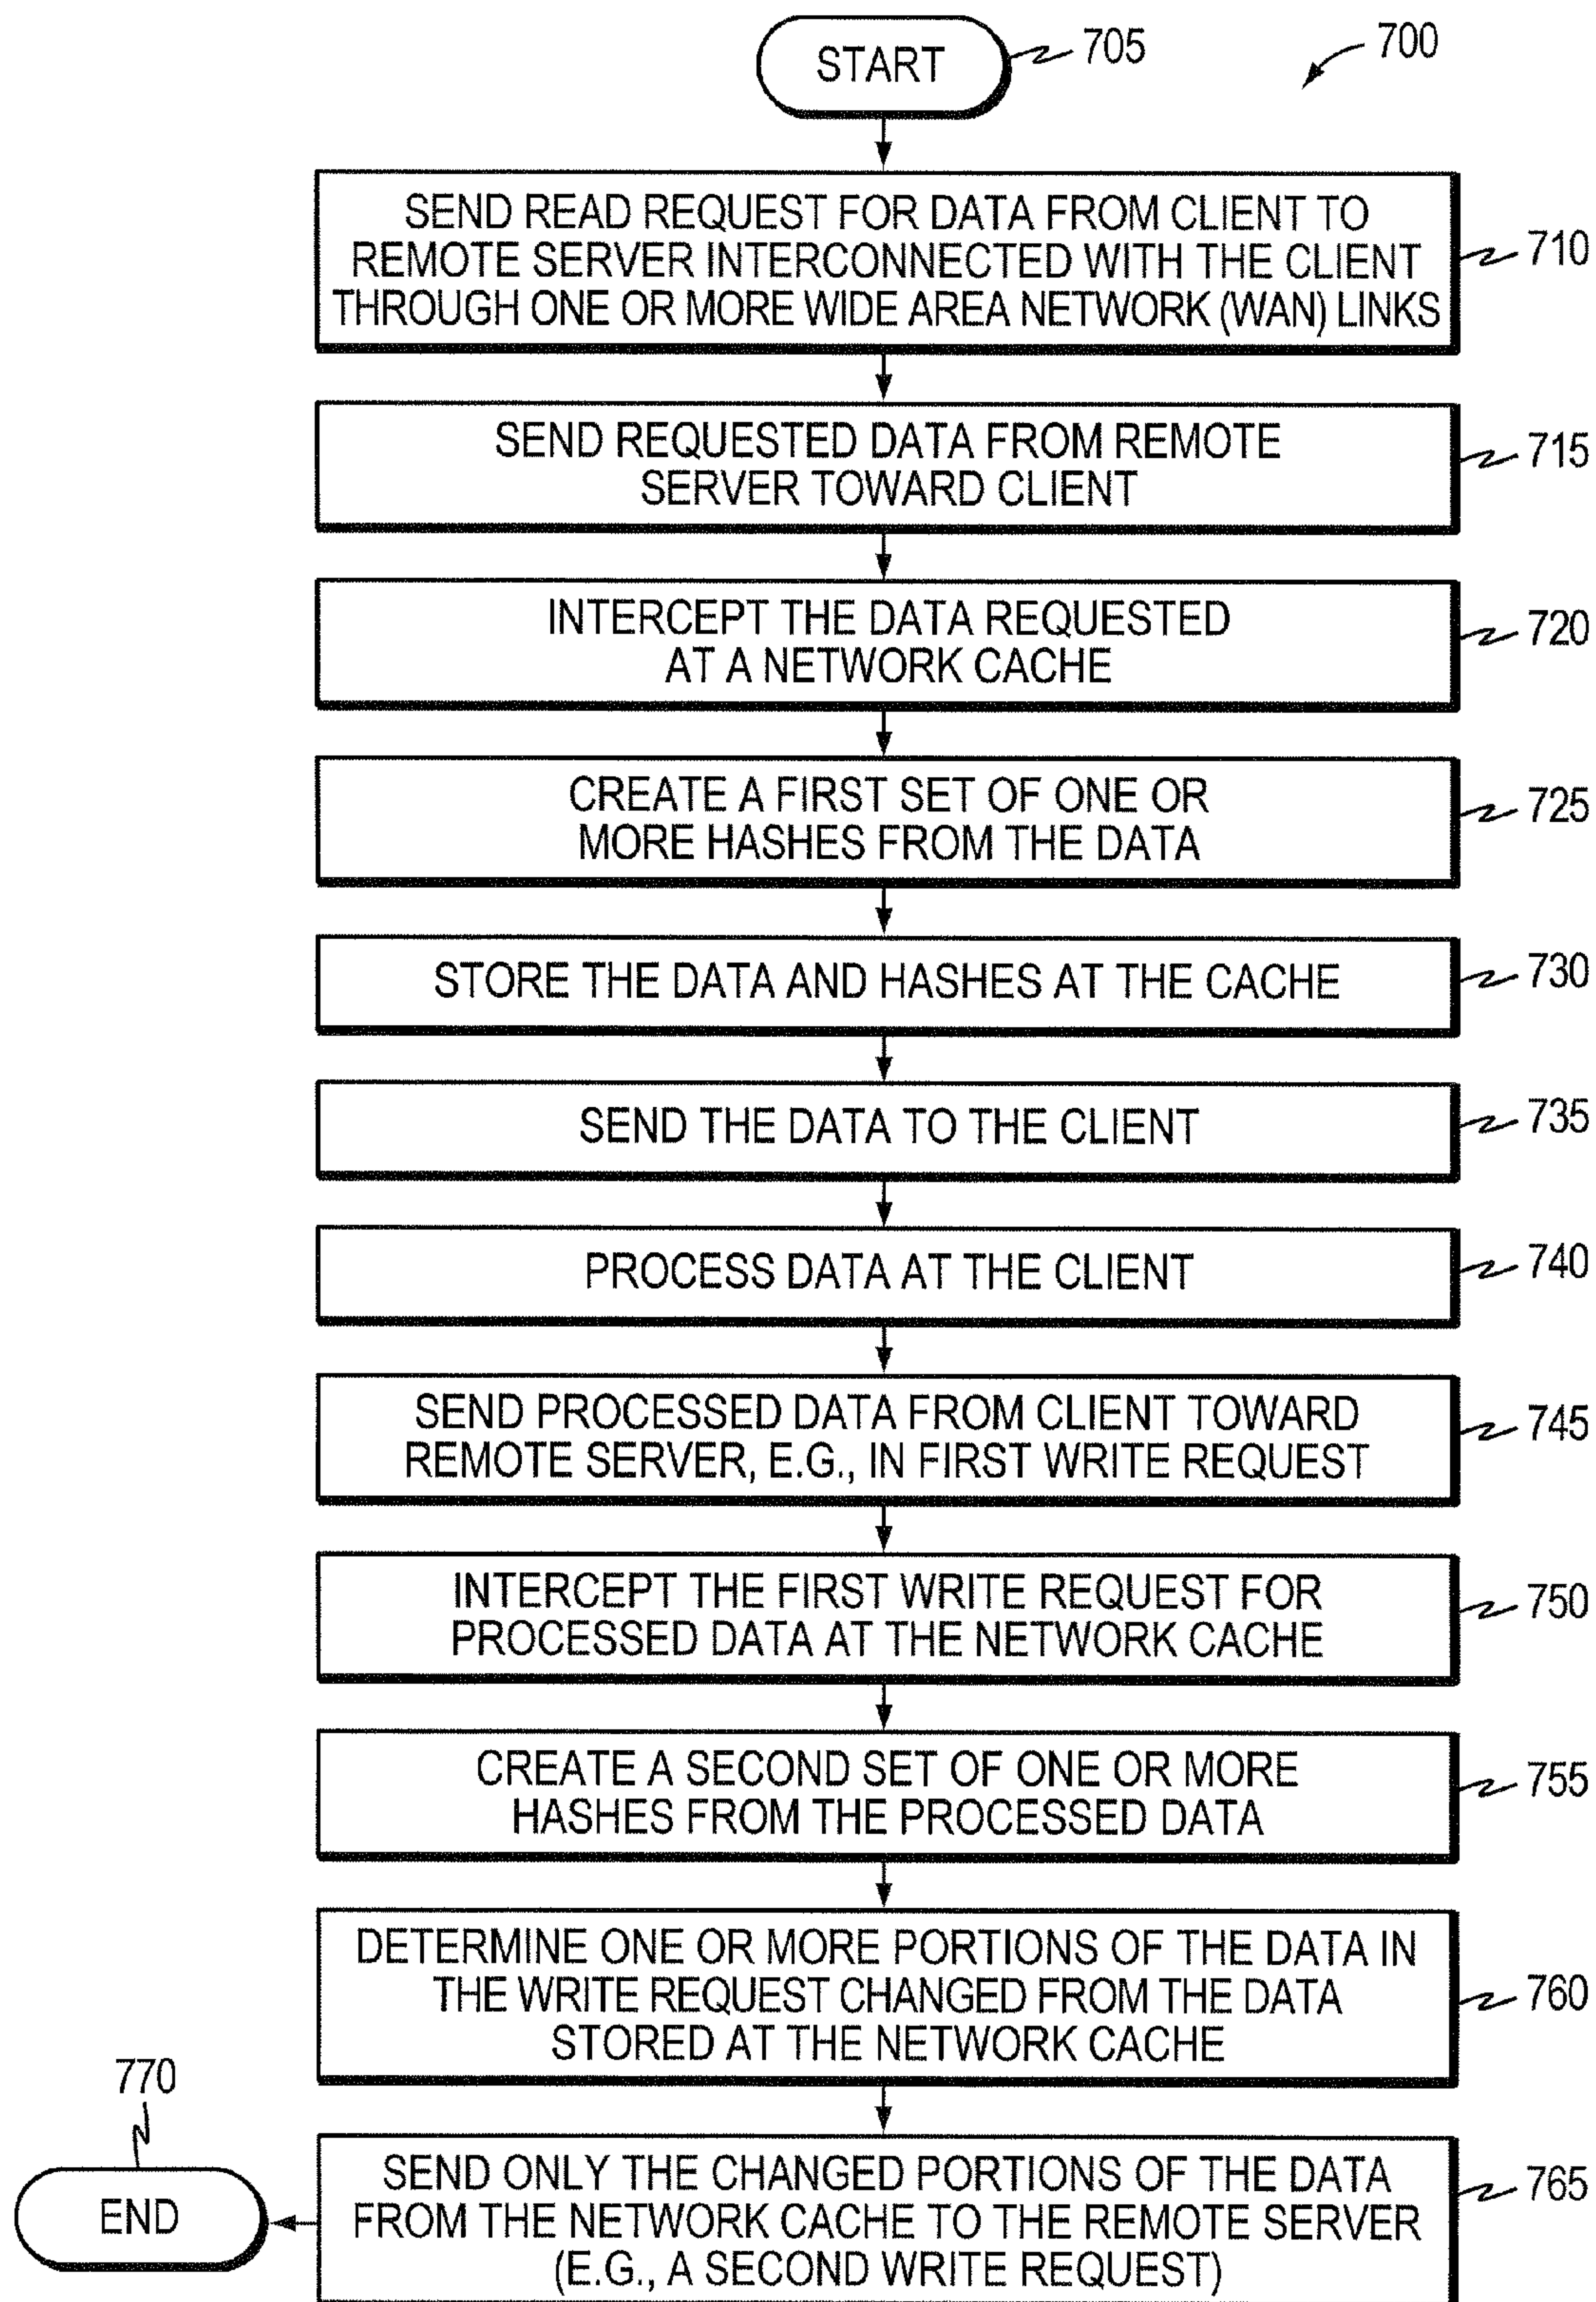 START
705
700
SEND READ REQUEST FOR DATA FROM CLIENT TO
REMOTE SERVER INTERCONNECTED WITH THE CLIENT
THROUGH ONE OR MORE WIDE AREA NETWORK (WAN) LINKS
710
SEND REQUESTED DATA FROM REMOTE
SERVER TOWARD CLIENT
715
INTERCEPT THE DATA REQUESTED
AT A NETWORK CACHE
720
CREATE A FIRST SET OF ONE OR
MORE HASHES FROM THE DATA
725
STORE THE DATA AND HASHES AT THE CACHE
730
SEND THE DATA TO THE CLIENT
735
PROCESS DATA AT THE CLIENT
740
SEND PROCESSED DATA FROM CLIENT TOWARD
REMOTE SERVER, E.G., IN FIRST WRITE REQUEST
745
INTERCEPT THE FIRST WRITE REQUEST FOR
PROCESSED DATA AT THE NETWORK CACHE
750
CREATE A SECOND SET OF ONE OR MORE
HASHES FROM THE PROCESSED DATA
755
DETERMINE ONE OR MORE PORTIONS OF THE DATA IN
THE WRITE REQUEST CHANGED FROM THE DATA
STORED AT THE NETWORK CACHE
760
SEND ONLY THE CHANGED PORTIONS OF THE DATA
FROM THE NETWORK CACHE TO THE REMOTE SERVER
(E.G., A SECOND WRITE REQUEST)
765
770
END